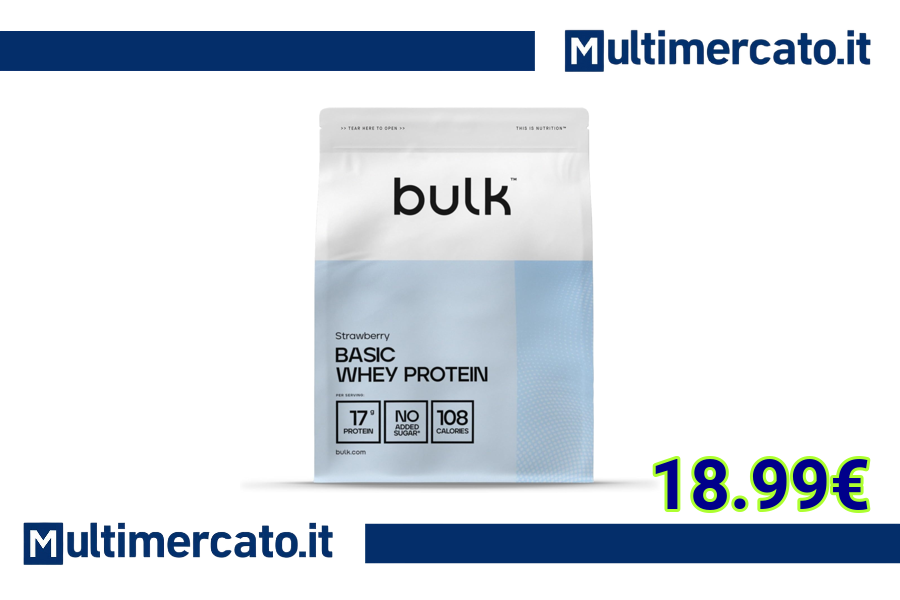 Multimercato.it
>> TEAR HERE TO OPEN >>
THIS IS NUTRITION™
bulk™
Strawberry
BASIC
WHEY PROTEIN
PER SERVING
17g
PROTEIN
NO
ADDED
SUGAR*
108
CALORIES
bulk.com
18.99€
Multimercato.it